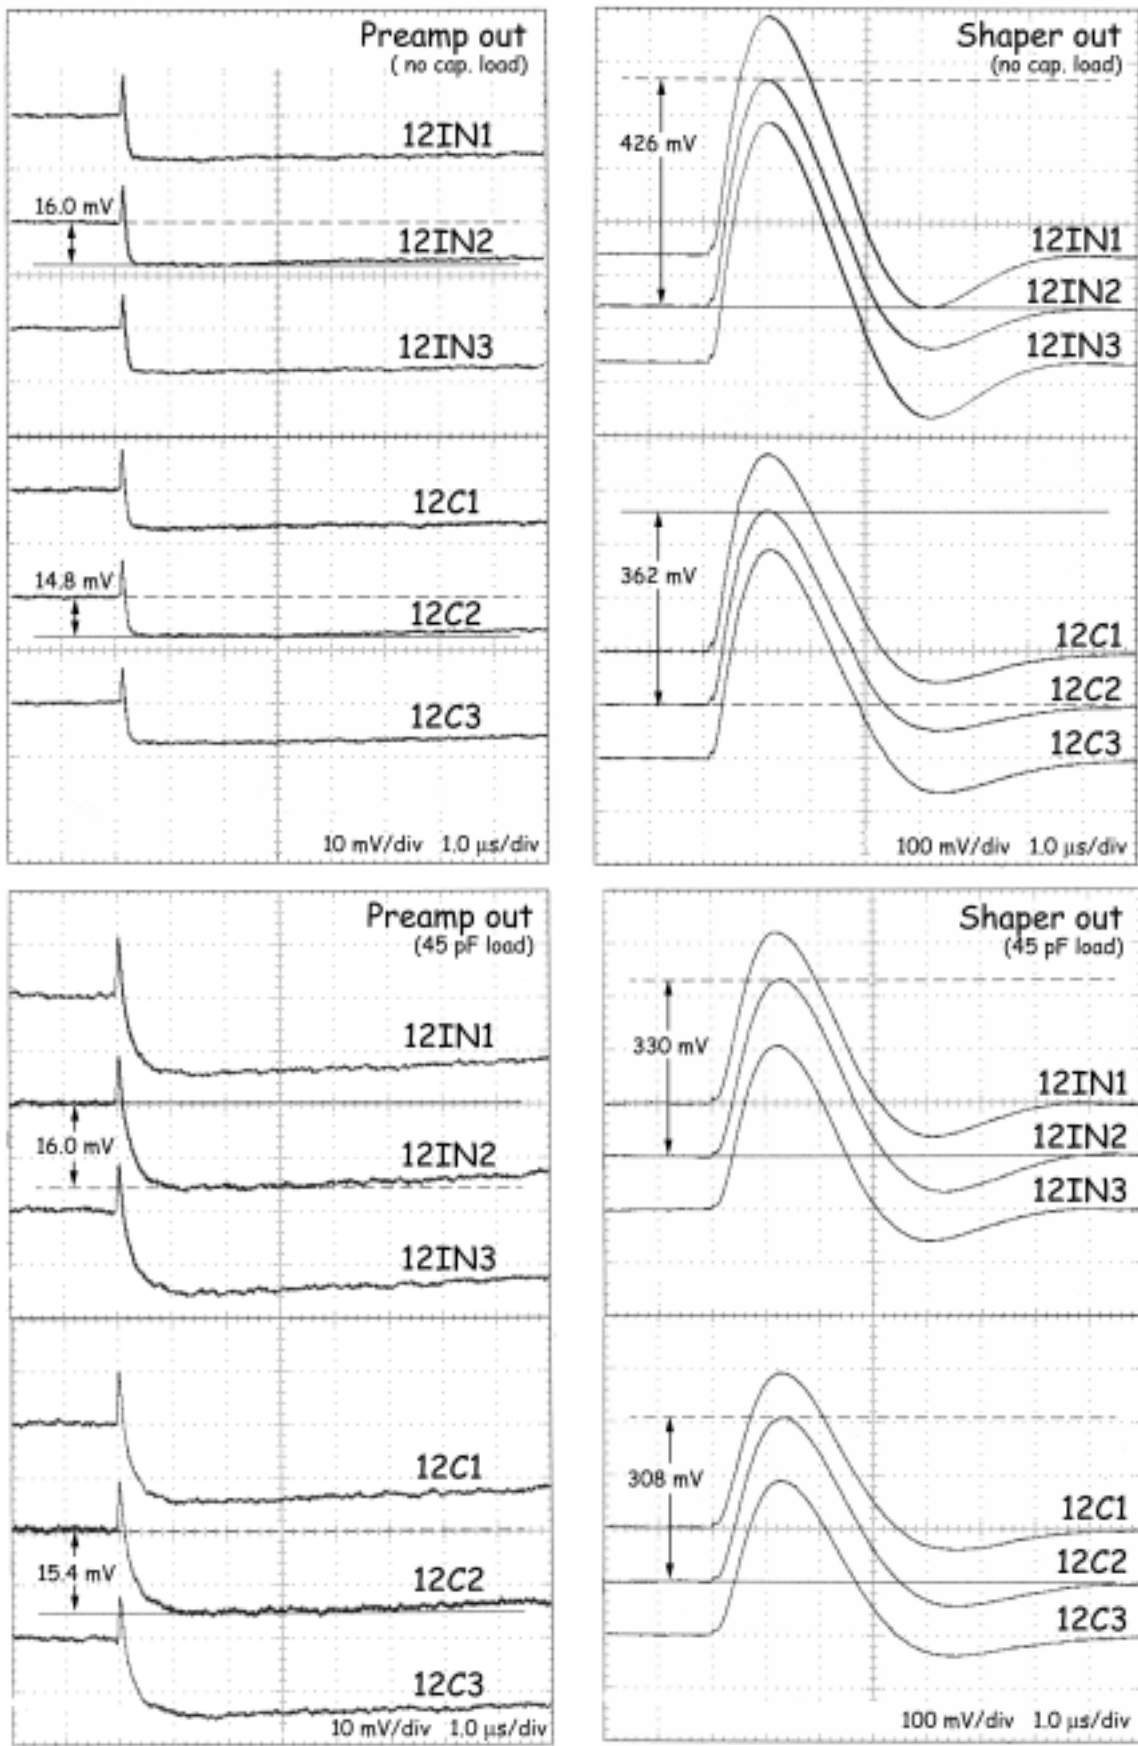 Preamp out
( no cap. load)
12IN1
16.0 mV
12IN2
12IN3
12C1
14.8 mV
12C2
12C3
10 mV/div 1.0 μs/div
Shaper out
(no cap. load)
426 mV
12IN1
12IN2
12IN3
362 mV
12C1
12C2
12C3
100 mV/div 1.0 μs/div
Preamp out
(45 pF load)
12IN1
16.0 mV
12IN2
12IN3
12C1
15.4 mV
12C2
12C3
10 mV/div 1.0 μs/div
Shaper out
(45 pF load)
330 mV
12IN1
12IN2
12IN3
308 mV
12C1
12C2
12C3
100 mV/div 1.0 μs/div